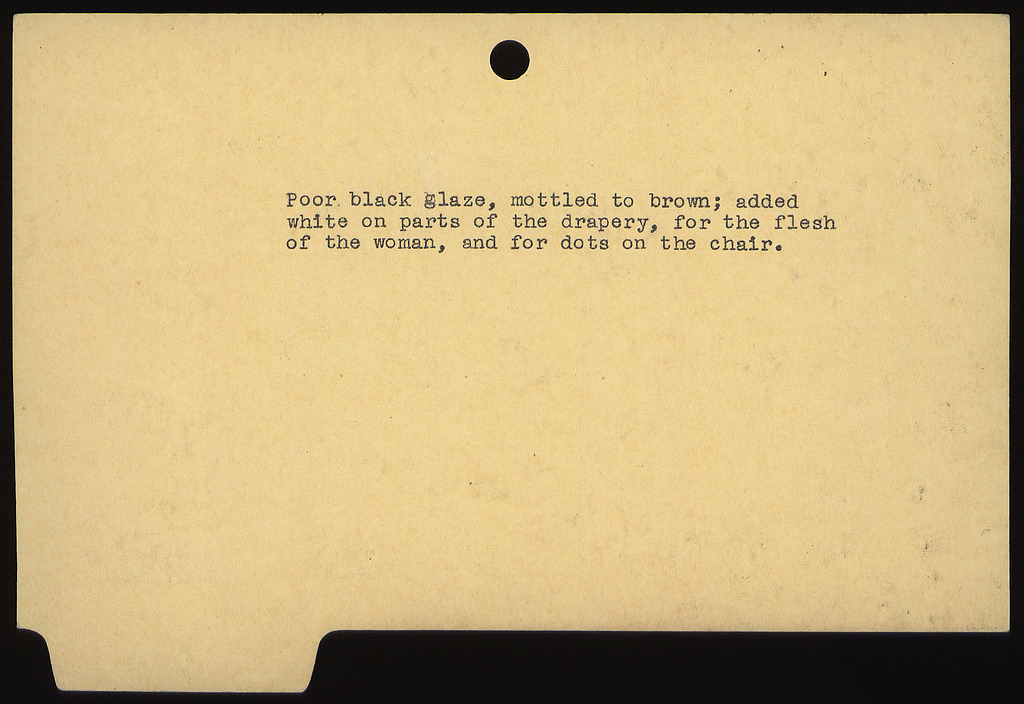 Poor black glaze, mottled to brown; added
white on parts of the drapery, for the flesh
of the woman, and for dots on the chair.